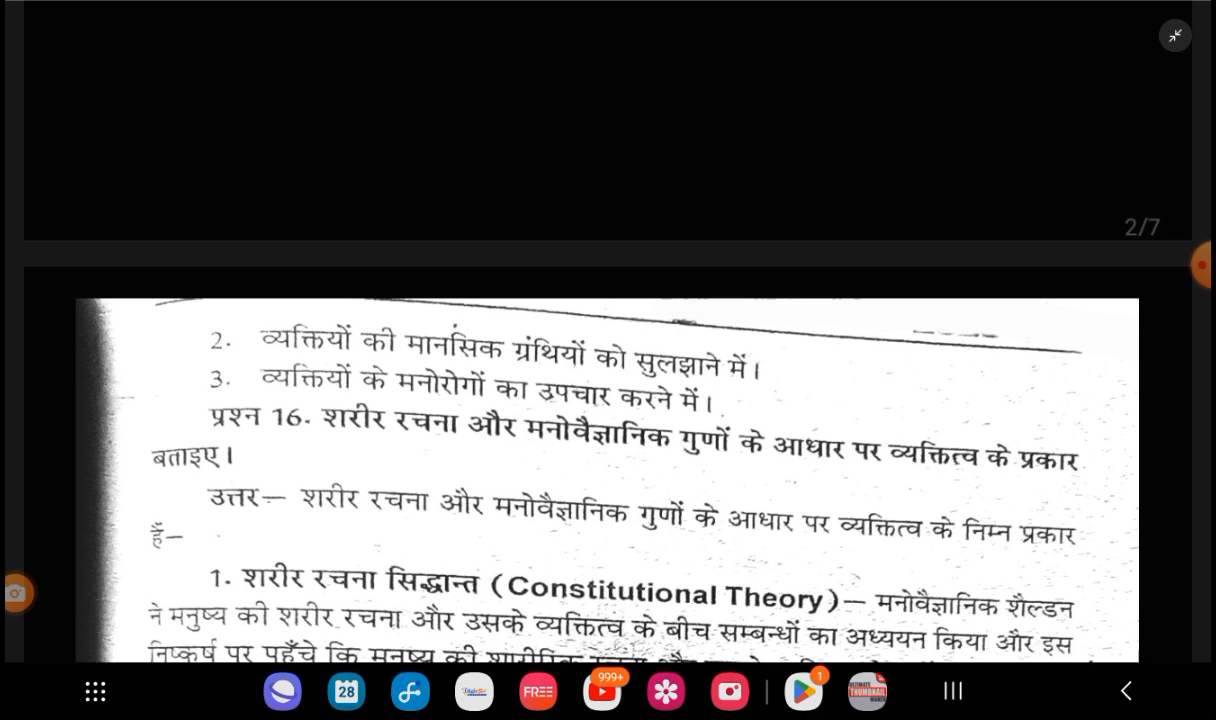 2/7
2. व्यक्तियों की मानसिक ग्रंथियों को सुलझाने में।
3. व्यक्तियों के मनोरोगों का उपचार करने में।
प्रश्न 16. शरीर रचना और मनोवैज्ञानिक गुणों के आधार पर व्यक्तित्व के प्रकार
बताइए।
उत्तर— शरीर रचना और मनोवैज्ञानिक गुणों के आधार पर व्यक्तित्व के निम्न प्रकार
हैं—
1. शरीर रचना सिद्धान्त (Constitutional Theory)— मनोवैज्ञानिक शैल्डन
ने मनुष्य की शरीर रचना और उसके व्यक्तित्व के बीच सम्बन्धों का अध्ययन किया और इस
निष्कर्ष पर पहुँचे कि मनुष्य की शारीरिक
999+
1
28
FREE
THUMBNAIL